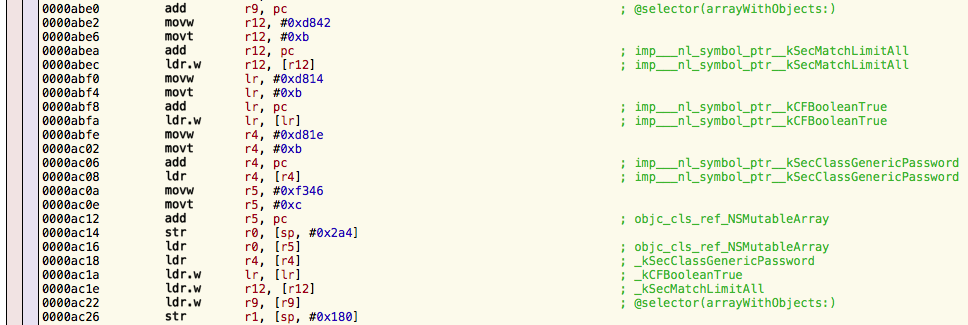 0000abe0 add r9, pc ; @selector(arrayWithObjects:)
0000abe2 movw r12, #0xd842
0000abe6 movt r12, #0xb
0000abea add r12, pc ; imp___nl_symbol_ptr__kSecMatchLimitAll
0000abec ldr.w r12, [r12] ; imp___nl_symbol_ptr__kSecMatchLimitAll
0000abf0 movw lr, #0xd814
0000abf4 movt lr, #0xb
0000abf8 add lr, pc ; imp___nl_symbol_ptr__kCFBooleanTrue
0000abfa ldr.w lr, [lr] ; imp___nl_symbol_ptr__kCFBooleanTrue
0000abfe movw r4, #0xd81e
0000ac02 movt r4, #0xb
0000ac06 add r4, pc ; imp___nl_symbol_ptr__kSecClassGenericPassword
0000ac08 ldr r4, [r4] ; imp___nl_symbol_ptr__kSecClassGenericPassword
0000ac0a movw r5, #0xf346
0000ac0e movt r5, #0xc
0000ac12 add r5, pc ; objc_cls_ref_NSMutableArray
0000ac14 str r0, [sp, #0x2a4]
0000ac16 ldr r0, [r5] ; objc_cls_ref_NSMutableArray
0000ac18 ldr r4, [r4] ; _kSecClassGenericPassword
0000ac1a ldr.w lr, [lr] ; _kCFBooleanTrue
0000ac1e ldr.w r12, [r12] ; _kSecMatchLimitAll
0000ac22 ldr.w r9, [r9] ; @selector(arrayWithObjects:)
0000ac26 str r1, [sp, #0x180]